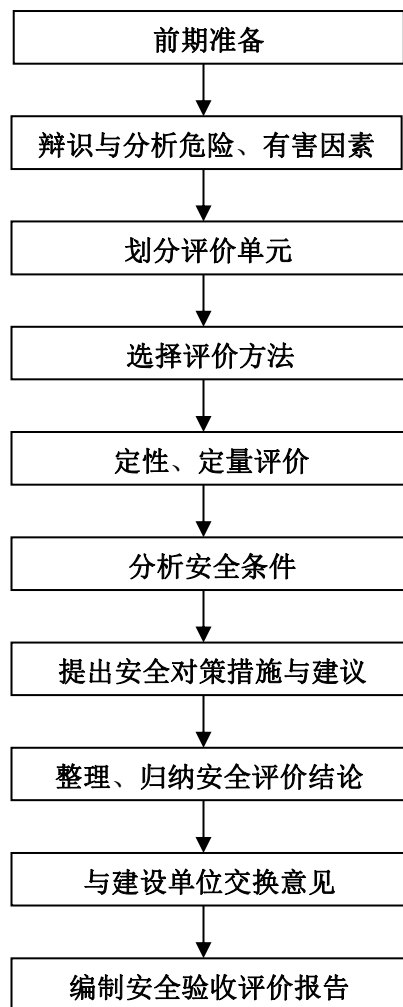 前期准备
辩识与分析危险、有害因素
划分评价单元
选择评价方法
定性、定量评价
分析安全条件
提出安全对策措施与建议
整理、归纳安全评价结论
与建设单位交换意见
编制安全验收评价报告